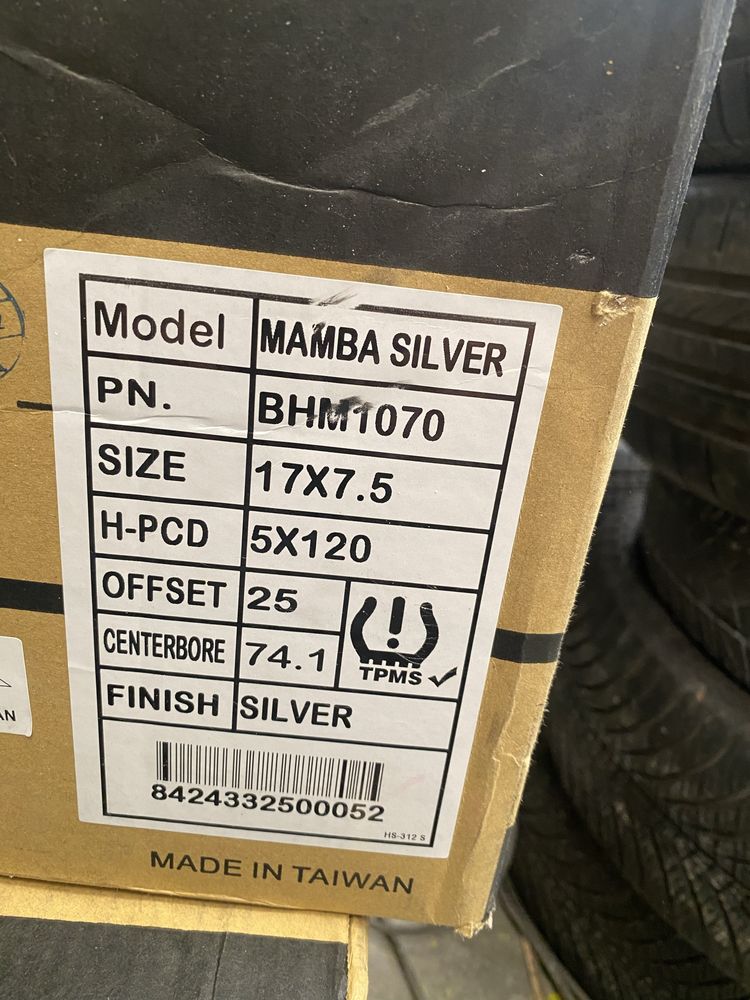 Model MAMBA SILVER
PN. BHM1070
SIZE 17X7.5
H-PCD 5X120
OFFSET 25
CENTERBORE 74.1
TPMS
FINISH SILVER
8424332500052
HS-312 S
MADE IN TAIWAN